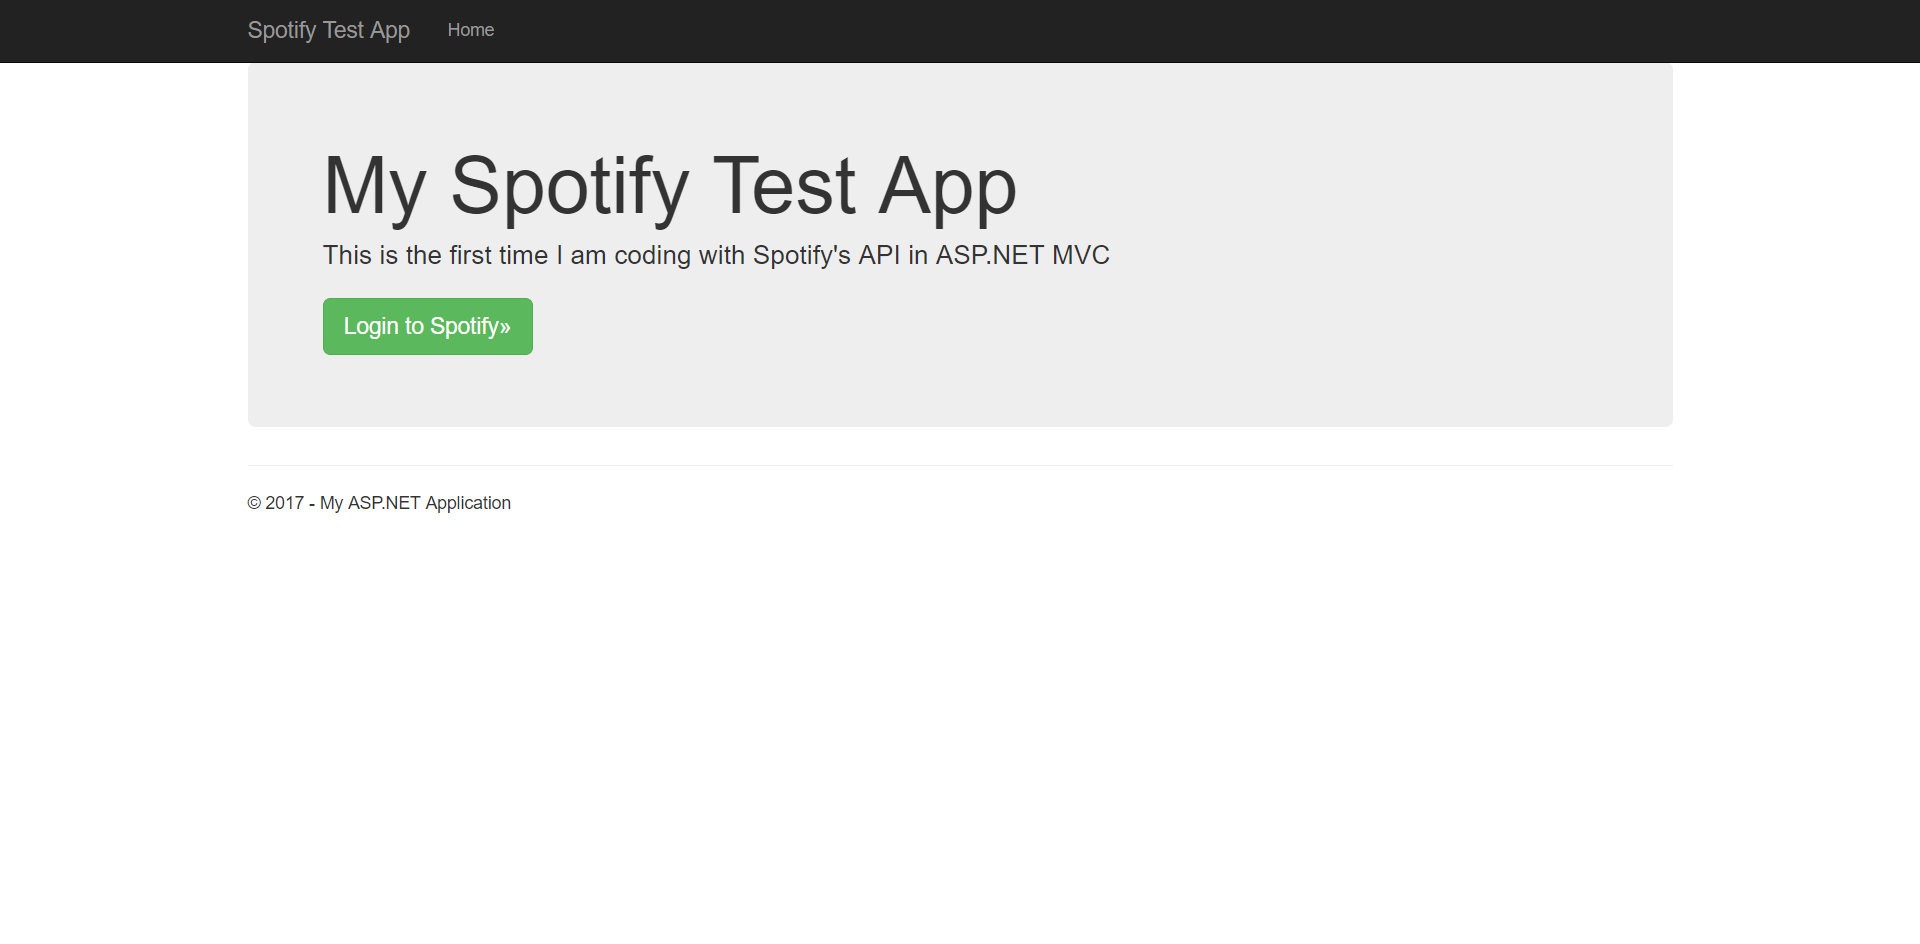 Spotify Test App Home
My Spotify Test App
This is the first time I am coding with Spotify's API in ASP.NET MVC
Login to Spotify»
© 2017 - My ASP.NET Application